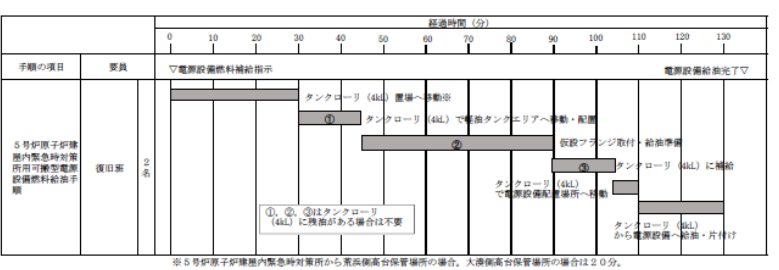 経過時間（分）
0 10 20 30 40 50 60 70 80 90 100 110 120 130
手順の項目 要員 ▽電源設備燃料補給指示 電源設備給油完了▽
タンクローリ（4kL）置場へ移動※
① タンクローリ（4kL）で軽油タンクエリアへ移動・配置
② 仮設フランジ取付・給油準備
③ タンクローリ（4kL）に補給
タンクローリ（4kL）
で電源設備配置場所へ移動
タンクローリ（4kL）
から電源設備へ給油・片付け
5号炉原子炉建
屋内緊急時対策
所用可搬型電源
設備燃料給油手
順
復旧班
2
名
①，②，③はタンクローリ
（4kL）に残油がある場合は不要
※5号炉原子炉建屋内緊急時対策所から荒浜側高台保管場所の場合。大湊側高台保管場所の場合は20分。